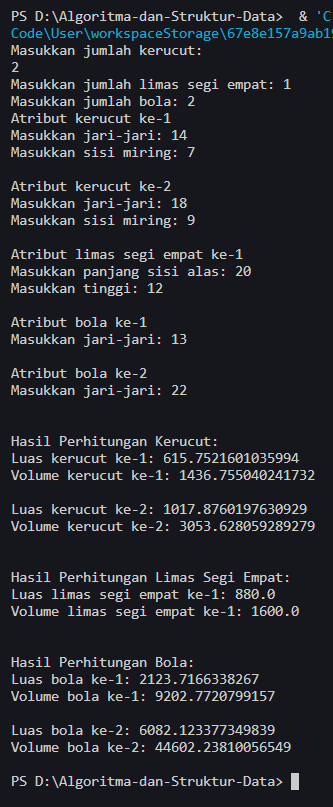 PS D:\Algoritma-dan-Struktur-Data>  & 'C
Code\User\workspaceStorage\67e8e157a9ab19
Masukkan jumlah kerucut:
2
Masukkan jumlah limas segi empat: 1
Masukkan jumlah bola: 2
Atribut kerucut ke-1
Masukkan jari-jari: 14
Masukkan sisi miring: 7

Atribut kerucut ke-2
Masukkan jari-jari: 18
Masukkan sisi miring: 9

Atribut limas segi empat ke-1
Masukkan panjang sisi alas: 20
Masukkan tinggi: 12

Atribut bola ke-1
Masukkan jari-jari: 13

Atribut bola ke-2
Masukkan jari-jari: 22

Hasil Perhitungan Kerucut:
Luas kerucut ke-1: 615.7521601035994
Volume kerucut ke-1: 1436.755040241732

Luas kerucut ke-2: 1017.8760197630929
Volume kerucut ke-2: 3053.628059289279

Hasil Perhitungan Limas Segi Empat:
Luas limas segi empat ke-1: 880.0
Volume limas segi empat ke-1: 1600.0

Hasil Perhitungan Bola:
Luas bola ke-1: 2123.7166338267
Volume bola ke-1: 9202.7720799157

Luas bola ke-2: 6082.123377349839
Volume bola ke-2: 44602.23810056549

PS D:\Algoritma-dan-Struktur-Data>